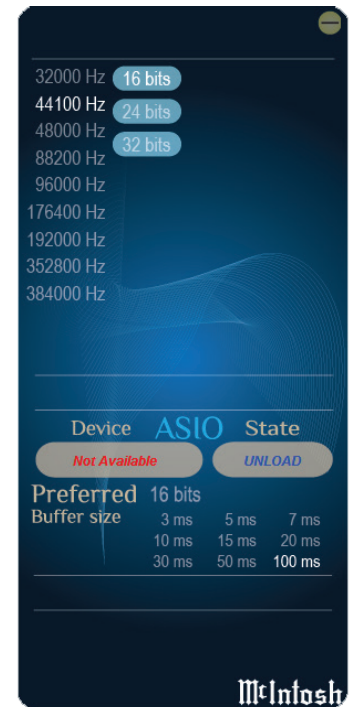 32000 Hz 16 bits
44100 Hz 24 bits
48000 Hz 32 bits
88200 Hz
96000 Hz
176400 Hz
192000 Hz
352800 Hz
384000 Hz
Device ASIO State
Not Available UNLOAD
Preferred 16 bits
Buffer size 3 ms 5 ms 7 ms
10 ms 15 ms 20 ms
30 ms 50 ms 100 ms
McIntosh